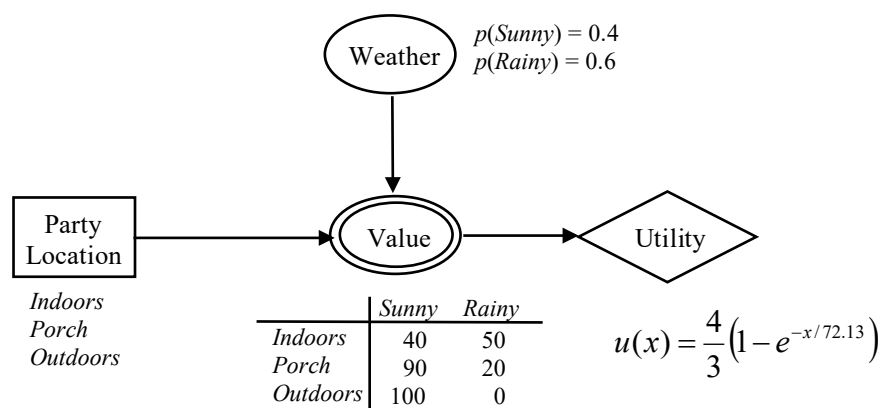 p(Sunny) = 0.4
Weather
p(Rainy) = 0.6
Party
Location
Value
Utility
Indoors
Porch
Outdoors
Sunny Rainy
Indoors 40 50
Porch 90 20
Outdoors 100 0
u(x) = 4/3 (1 − e^{−x/72.13})